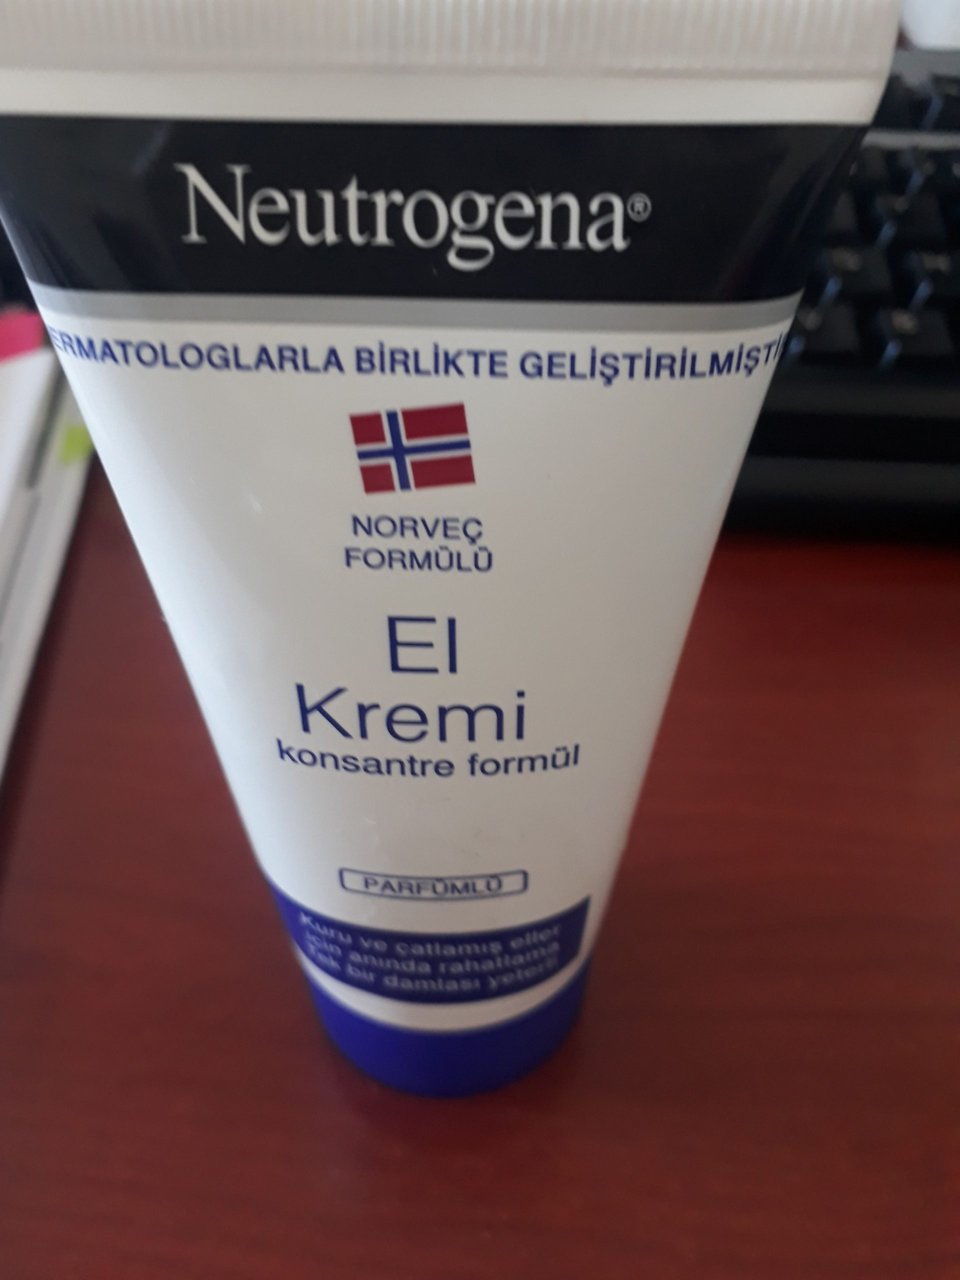 Neutrogena®
ERMATOLOGLARLA BİRLİKTE GELİŞTİRİLMİŞTİ
NORVEÇ
FORMÜLÜ
El
Kremi
konsantre formül
PARFÜMLÜ
Kuru ve çatlamış eller
için anında rahatlama
Tek bir damlası yeterli